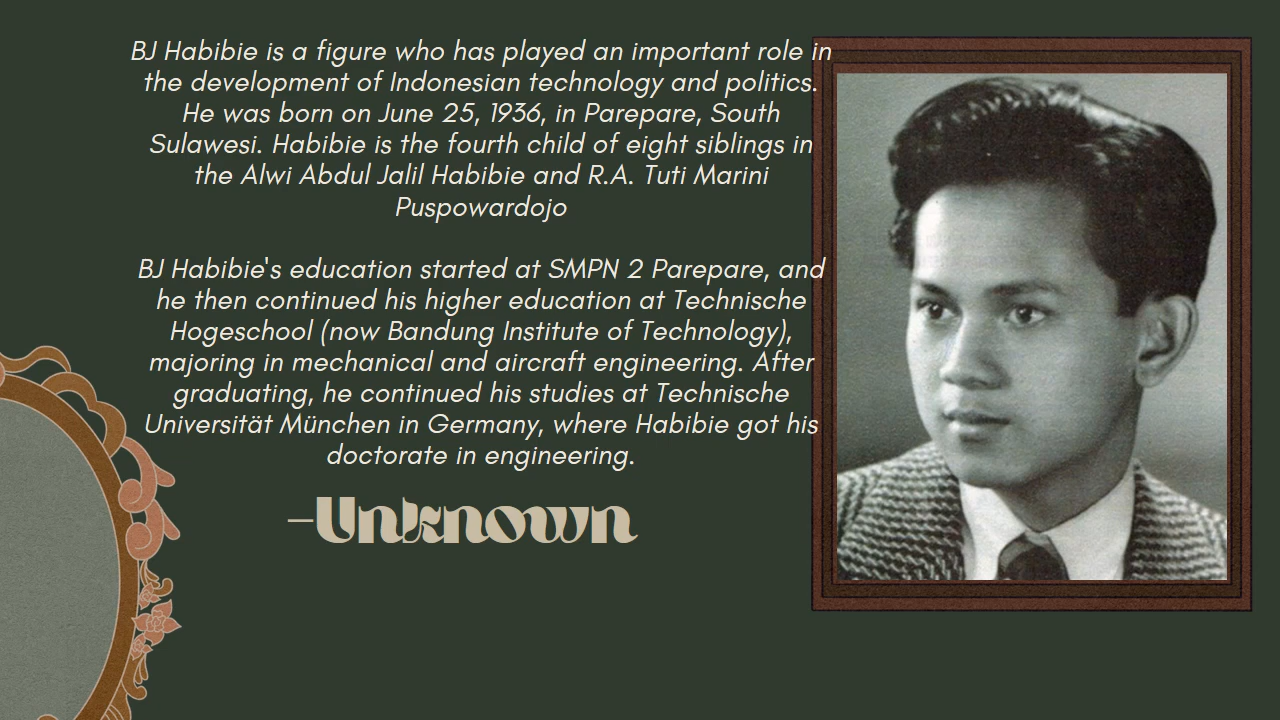 BJ Habibie is a figure who has played an important role in
the development of Indonesian technology and politics.
He was born on June 25, 1936, in Parepare, South
Sulawesi. Habibie is the fourth child of eight siblings in
the Alwi Abdul Jalil Habibie and R.A. Tuti Marini
Puspowardojo
BJ Habibie's education started at SMPN 2 Parepare, and
he then continued his higher education at Technische
Hogeschool (now Bandung Institute of Technology),
majoring in mechanical and aircraft engineering. After
graduating, he continued his studies at Technische
Universität München in Germany, where Habibie got his
doctorate in engineering.
–Unknown